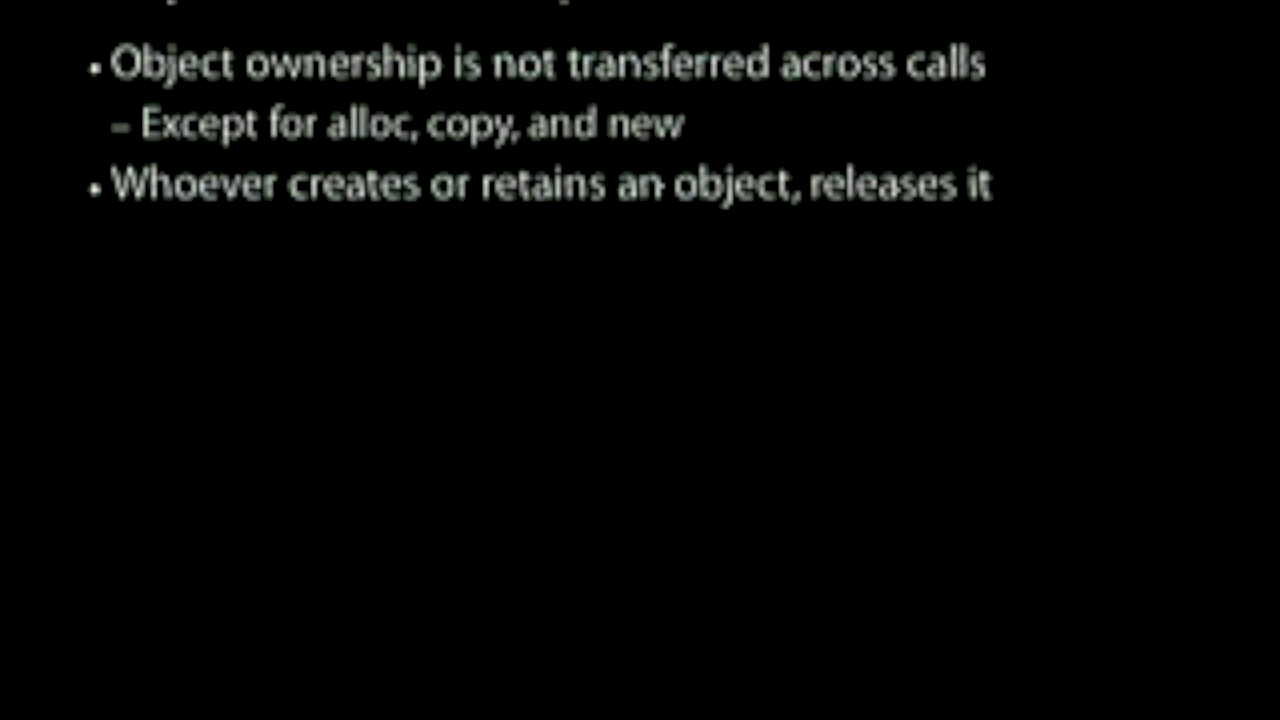 • Object ownership is not transferred across calls
– Except for alloc, copy, and new
• Whoever creates or retains an object, releases it